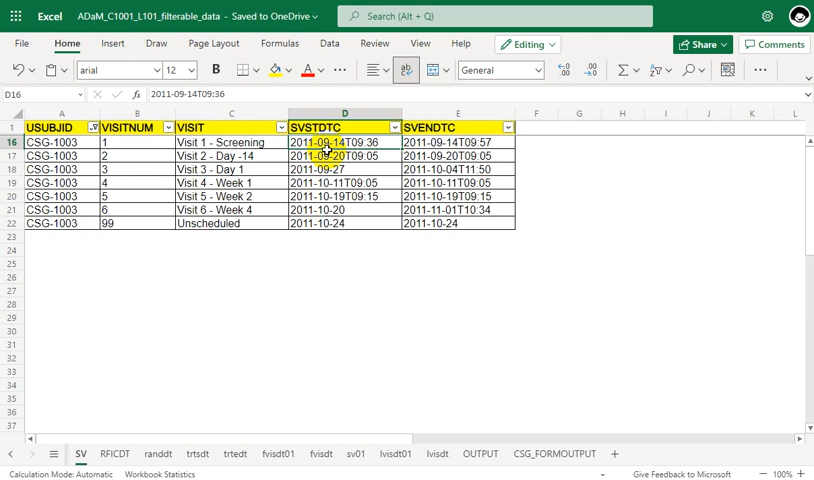 Excel ADaM_C1001_L101_filterable_data - Saved to OneDrive Search (Alt + Q)
File Home Insert Draw Page Layout Formulas Data Review View Help Editing Share Comments
arial 12 B A ab General .00 .00
D16 fx 2011-09-14T09:36
A B C D E F G H I J K L
1 USUBJID VISITNUM VISIT SVSTDTC SVENDTC
16 CSG-1003 1 Visit 1 - Screening 2011-09-14T09:36 2011-09-14T09:57
17 CSG-1003 2 Visit 2 - Day -14 2011-09-20T09:05 2011-09-20T09:05
18 CSG-1003 3 Visit 3 - Day 1 2011-09-27 2011-10-04T11:50
19 CSG-1003 4 Visit 4 - Week 1 2011-10-11T09:05 2011-10-11T09:05
20 CSG-1003 5 Visit 5 - Week 2 2011-10-19T09:15 2011-10-19T09:15
21 CSG-1003 6 Visit 6 - Week 4 2011-10-20 2011-11-01T10:34
22 CSG-1003 99 Unscheduled 2011-10-24 2011-10-24
23
24
25
26
27
28
29
30
31
32
33
34
35
36
37
SV RFICDT randdt trtsdt trtedt fvisdt01 fvisdt sv01 lvisdt01 lvisdt OUTPUT CSG_FORMOUTPUT
Calculation Mode: Automatic Workbook Statistics Give Feedback to Microsoft 100%